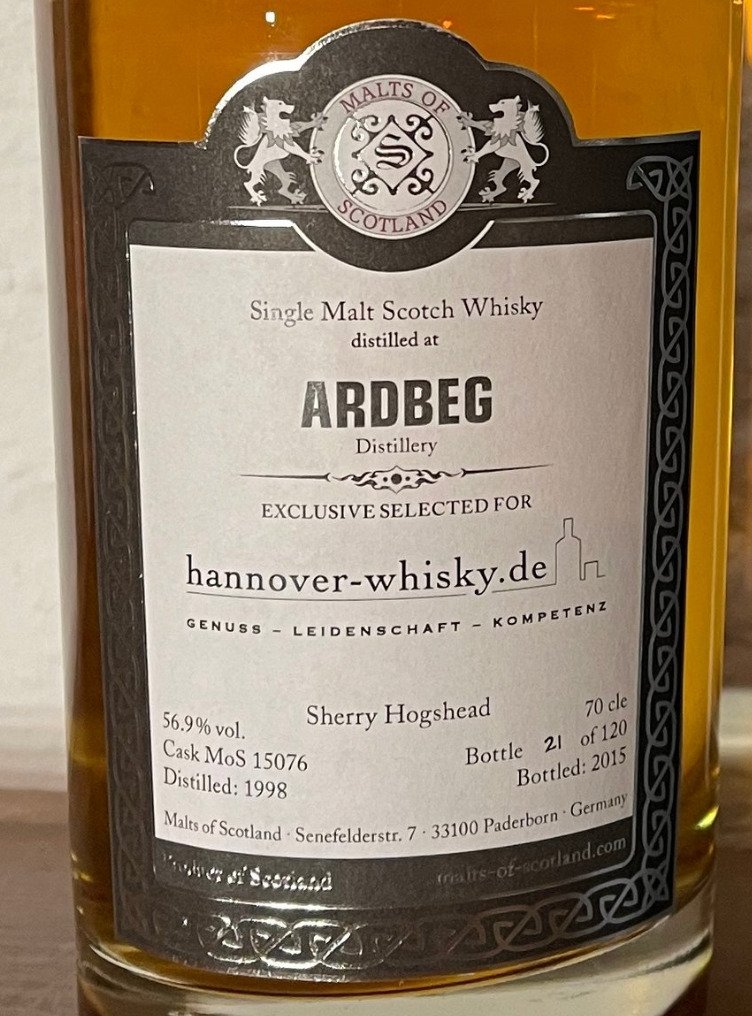 MALTS OF
S
SCOTLAND
Single Malt Scotch Whisky
distilled at
ARDBEG
Distillery
EXCLUSIVE SELECTED FOR
hannover-whisky.de
GENUSS – LEIDENSCHAFT – KOMPETENZ
Sherry Hogshead
56.9% vol.
Cask MoS 15076
Distilled: 1998
70 cle
Bottle 21 of 120
Bottled: 2015
Malts of Scotland · Senefelderstr. 7 · 33100 Paderborn · Germany
of Scotland
malts-of-scotland.com